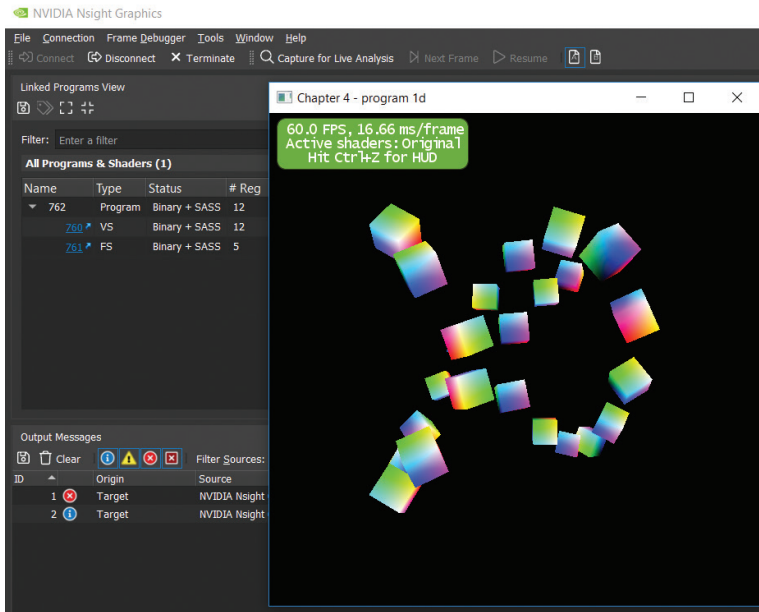 NVIDIA Nsight Graphics
File Connection Frame Debugger Tools Window Help
Connect Disconnect Terminate Capture for Live Analysis Next Frame Resume
Linked Programs View
Filter: Enter a filter
All Programs & Shaders (1)
Name Type Status # Reg
762 Program Binary + SASS 12
760 VS Binary + SASS 12
761 FS Binary + SASS 5
Chapter 4 - program 1d
60.0 FPS, 16.66 ms/frame
Active shaders: Original
Hit Ctrl+Z for HUD
Output Messages
Clear Filter Sources:
ID Origin Source
1 Target NVIDIA Nsight
2 Target NVIDIA Nsight